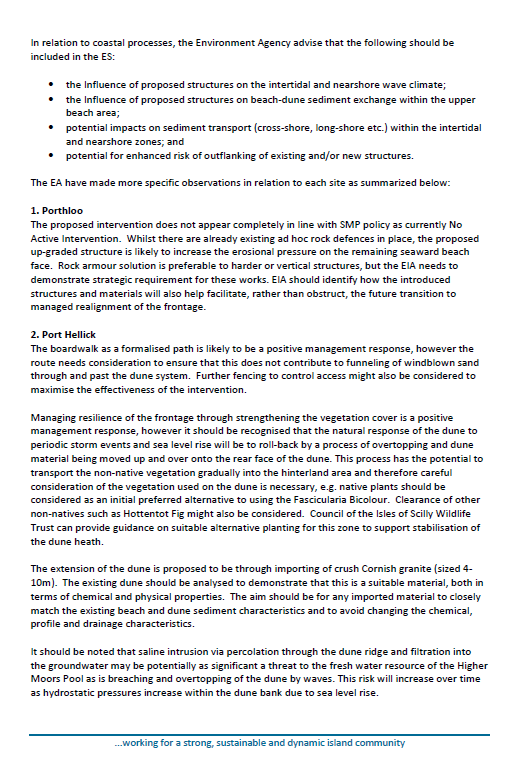 In relation to coastal processes, the Environment Agency advise that the following should be
included in the ES:
• the Influence of proposed structures on the intertidal and nearshore wave climate;
• the Influence of proposed structures on beach-dune sediment exchange within the upper
beach area;
• potential impacts on sediment transport (cross-shore, long-shore etc.) within the intertidal
and nearshore zones; and
• potential for enhanced risk of outflanking of existing and/or new structures.
The EA have made more specific observations in relation to each site as summarized below:
1. Porthloo
The proposed intervention does not appear completely in line with SMP policy as currently No
Active Intervention. Whilst there are already existing ad hoc rock defences in place, the proposed
up-graded structure is likely to increase the erosional pressure on the remaining seaward beach
face. Rock armour solution is preferable to harder or vertical structures, but the EIA needs to
demonstrate strategic requirement for these works. EIA should identify how the introduced
structures and materials will also help facilitate, rather than obstruct, the future transition to
managed realignment of the frontage.
2. Port Hellick
The boardwalk as a formalised path is likely to be a positive management response, however the
route needs consideration to ensure that this does not contribute to funneling of windblown sand
through and past the dune system. Further fencing to control access might also be considered to
maximise the effectiveness of the intervention.
Managing resilience of the frontage through strengthening the vegetation cover is a positive
management response, however it should be recognised that the natural response of the dune to
periodic storm events and sea level rise will be to roll-back by a process of overtopping and dune
material being moved up and over onto the rear face of the dune. This process has the potential to
transport the non-native vegetation gradually into the hinterland area and therefore careful
consideration of the vegetation used on the dune is necessary, e.g. native plants should be
considered as an initial preferred alternative to using the Fascicularia Bicolour. Clearance of other
non-natives such as Hottentot Fig might also be considered. Council of the Isles of Scilly Wildlife
Trust can provide guidance on suitable alternative planting for this zone to support stabilisation of
the dune heath.
The extension of the dune is proposed to be through importing of crush Cornish granite (sized 4-
10m). The existing dune should be analysed to demonstrate that this is a suitable material, both in
terms of chemical and physical properties. The aim should be for any imported material to closely
match the existing beach and dune sediment characteristics and to avoid changing the chemical,
profile and drainage characteristics.
It should be noted that saline intrusion via percolation through the dune ridge and filtration into
the groundwater may be potentially as significant a threat to the fresh water resource of the Higher
Moors Pool as is breaching and overtopping of the dune by waves. This risk will increase over time
as hydrostatic pressures increase within the dune bank due to sea level rise.
...working for a strong, sustainable and dynamic island community